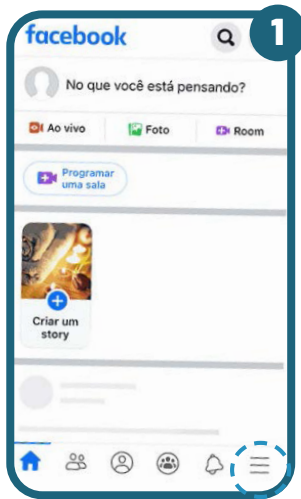 facebook
1
No que você está pensando?
Ao vivo
Foto
Room
Programar
uma sala
Criar um
story